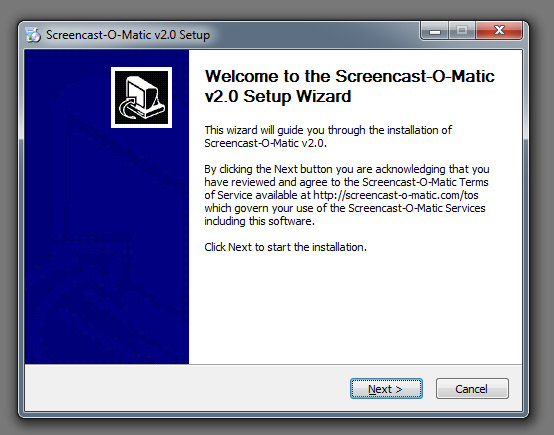 Screencast-O-Matic v2.0 Setup
Welcome to the Screencast-O-Matic
v2.0 Setup Wizard
This wizard will guide you through the installation of
Screencast-O-Matic v2.0.
By clicking the Next button you are acknowledging that you
have reviewed and agree to the Screencast-O-Matic Terms
of Service available at http://screencast-o-matic.com/tos
which govern your use of the Screencast-O-Matic Services
including this software.
Click Next to start the installation.
Next >
Cancel